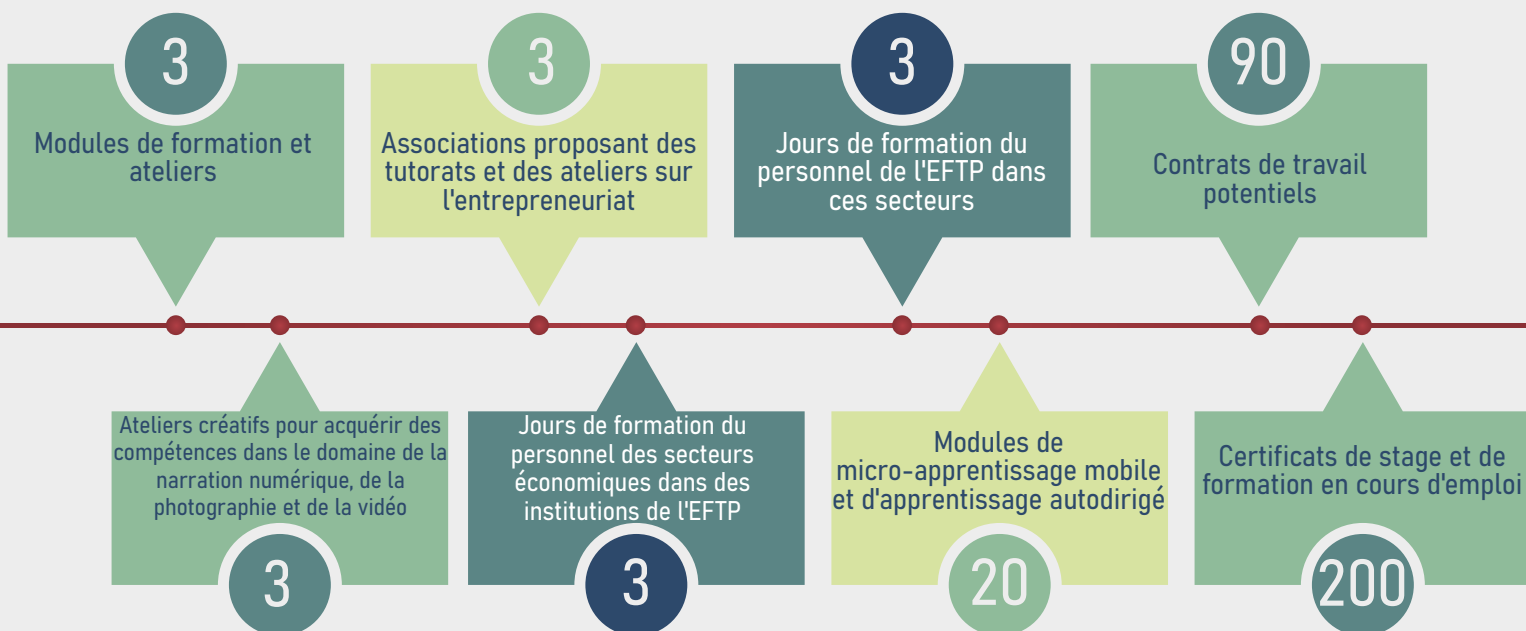 3
Modules de formation et
ateliers
3
Associations proposant des
tutorats et des ateliers sur
l'entrepreneuriat
3
Jours de formation du
personnel de l'EFTP dans
ces secteurs
90
Contrats de travail
potentiels
Ateliers créatifs pour acquérir des
compétences dans le domaine de la
narration numérique, de la
photographie et de la vidéo
3
Jours de formation du
personnel des secteurs
économiques dans des
institutions de l'EFTP
3
Modules de
micro-apprentissage mobile
et d'apprentissage autodirigé
20
Certificats de stage et de
formation en cours d'emploi
200